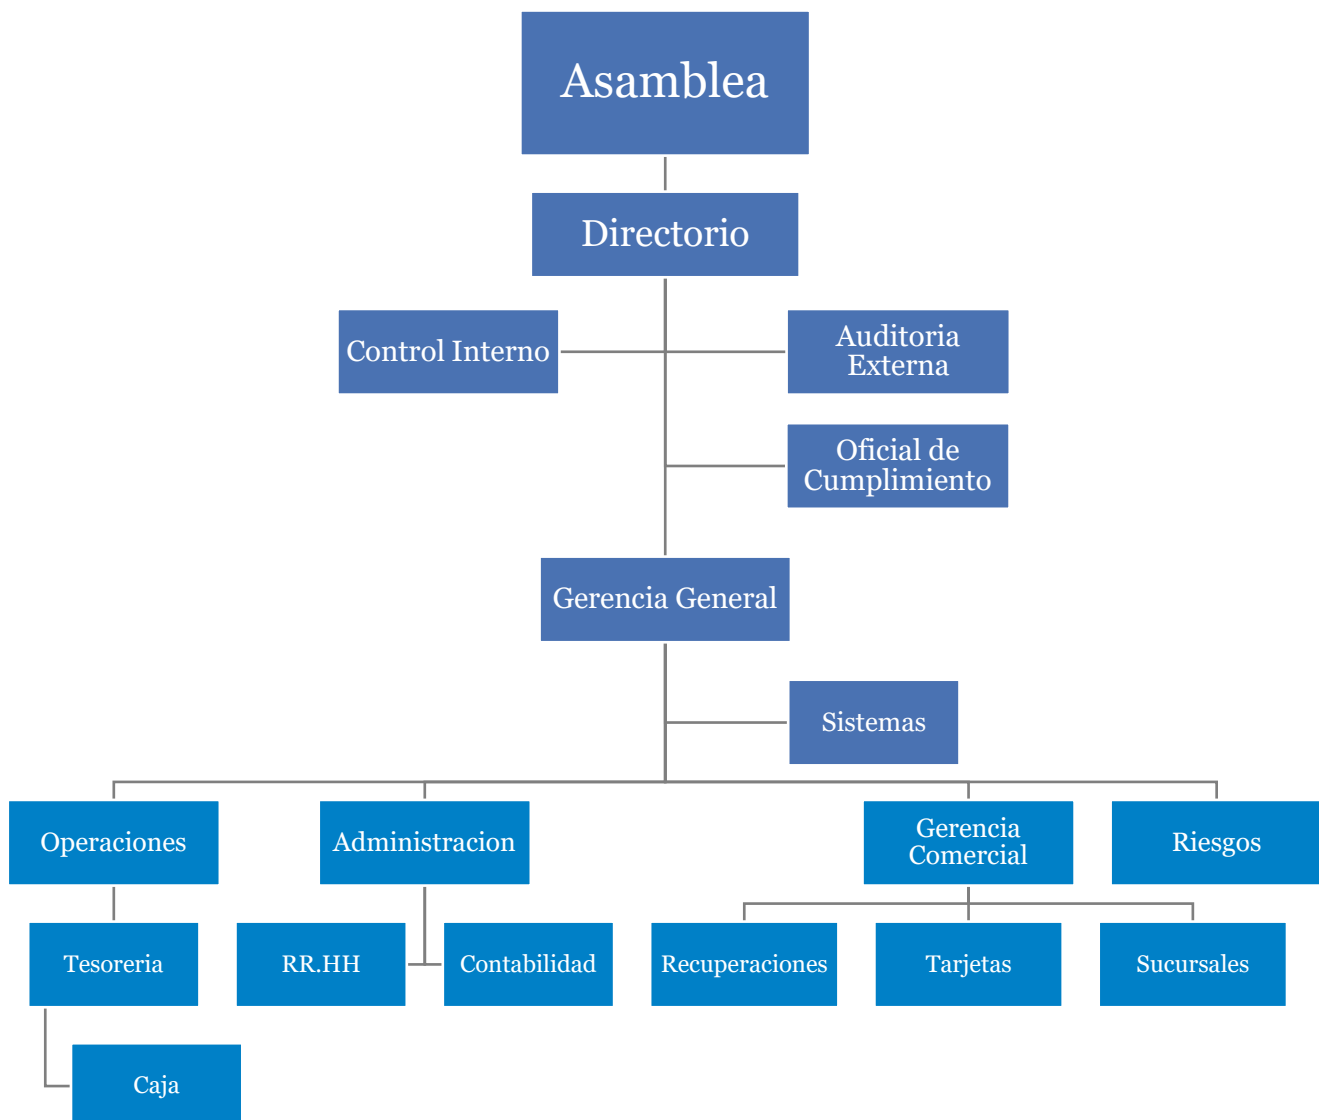 Asamblea
Directorio
Control Interno
Auditoria
Externa
Oficial de
Cumplimiento
Gerencia General
Sistemas
Operaciones
Administracion
Gerencia
Comercial
Riesgos
Tesoreria
RR.HH
Contabilidad
Recuperaciones
Tarjetas
Sucursales
Caja